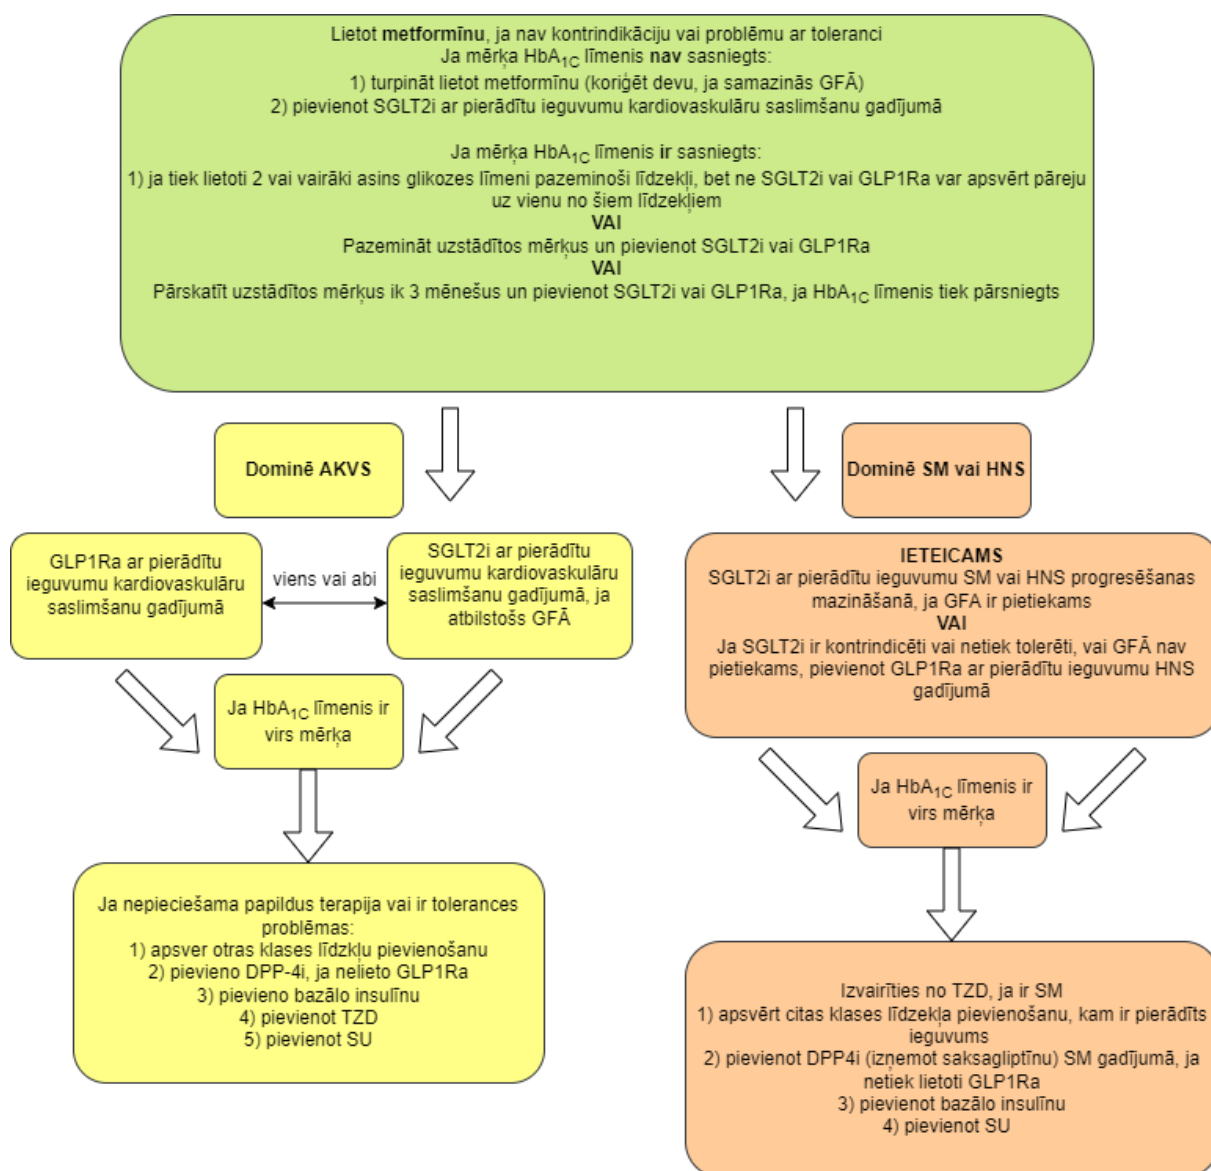 Lietot metformīnu, ja nav kontrindikāciju vai problēmu ar toleranci
Ja mērķa HbA1C līmenis nav sasniegts:
1) turpināt lietot metformīnu (koriģēt devu, ja samazinās GFĀ)
2) pievienot SGLT2i ar pierādītu ieguvumu kardiovaskulāru saslimšanu gadījumā
Ja mērķa HbA1C līmenis ir sasniegts:
1) ja tiek lietoti 2 vai vairāki asins glikozes līmeni pazeminoši līdzekļi, bet ne SGLT2i vai GLP1Ra var apsvērt pāreju
uz vienu no šiem līdzekļiem
VAI
Pazemināt uzstādītos mērķus un pievienot SGLT2i vai GLP1Ra
VAI
Pārskatīt uzstādītos mērķus ik 3 mēnešus un pievienot SGLT2i vai GLP1Ra, ja HbA1C līmenis tiek pārsniegts
Dominē AKVS
GLP1Ra ar pierādītu
ieguvumu kardiovaskulāru
saslimšanu gadījumā
viens vai abi
SGLT2i ar pierādītu
ieguvumu kardiovaskulāru
saslimšanu gadījumā, ja
atbilstošs GFĀ
Ja HbA1C līmenis ir
virs mērķa
Ja nepieciešama papildus terapija vai ir tolerances
problēmas:
1) apsver otras klases līdzkļu pievienošanu
2) pievieno DPP-4i, ja nelieto GLP1Ra
3) pievieno bazālo insulīnu
4) pievienot TZD
5) pievienot SU
Dominē SM vai HNS
IETEICAMS
SGLT2i ar pierādītu ieguvumu SM vai HNS progresēšanas
mazināšanā, ja GFA ir pietiekams
VAI
Ja SGLT2i ir kontrindicēti vai netiek tolerēti, vai GFĀ nav
pietiekams, pievienot GLP1Ra ar pierādītu ieguvumu HNS
gadījumā
Ja HbA1C līmenis ir
virs mērķa
Izvairīties no TZD, ja ir SM
1) apsvērt citas klases līdzekļa pievienošanu, kam ir pierādīts
ieguvums
2) pievienot DPP4i (izņemot saksagliptīnu) SM gadījumā, ja
netiek lietoti GLP1Ra
3) pievienot bazālo insulīnu
4) pievienot SU